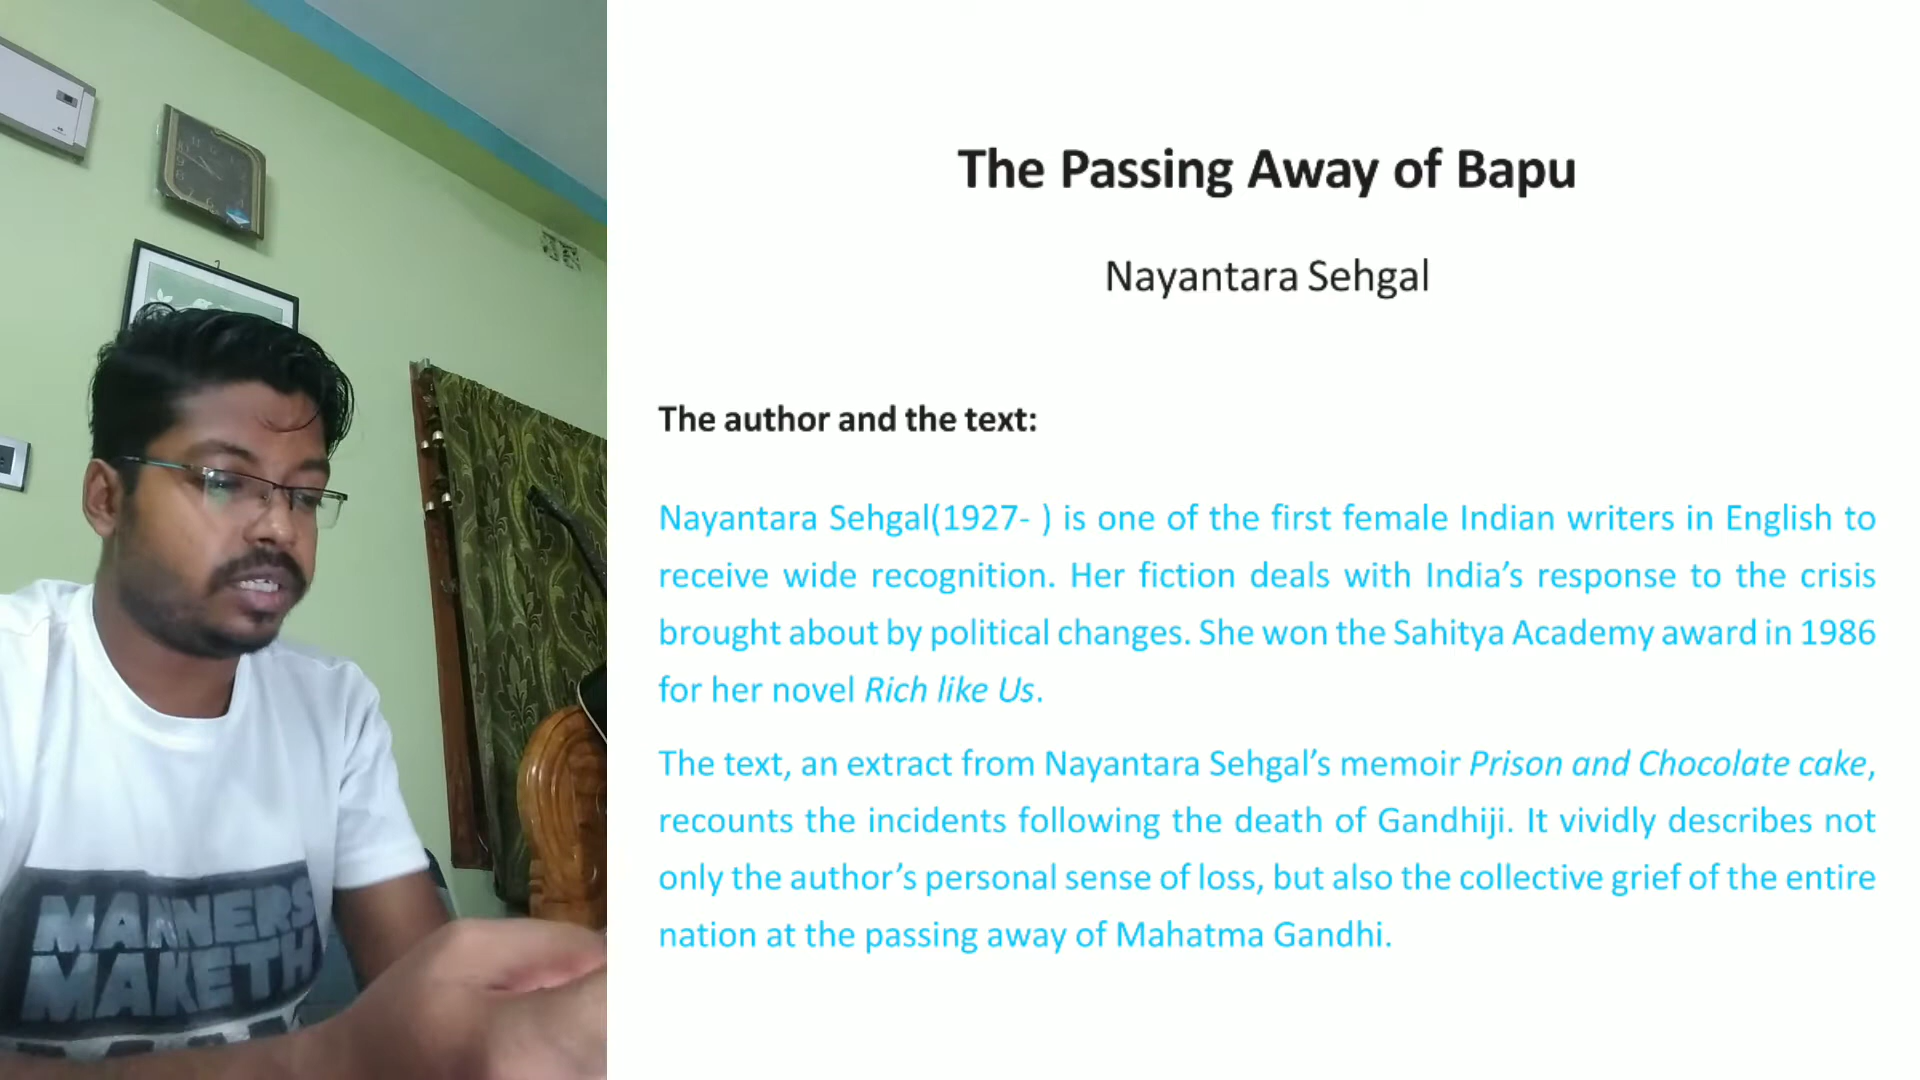 The Passing Away of Bapu
Nayantara Sehgal
The author and the text:
Nayantara Sehgal(1927- ) is one of the first female Indian writers in English to
receive wide recognition. Her fiction deals with India’s response to the crisis
brought about by political changes. She won the Sahitya Academy award in 1986
for her novel Rich like Us.
The text, an extract from Nayantara Sehgal’s memoir Prison and Chocolate cake,
recounts the incidents following the death of Gandhiji. It vividly describes not
only the author’s personal sense of loss, but also the collective grief of the entire
nation at the passing away of Mahatma Gandhi.
MANNERS
MAKETH